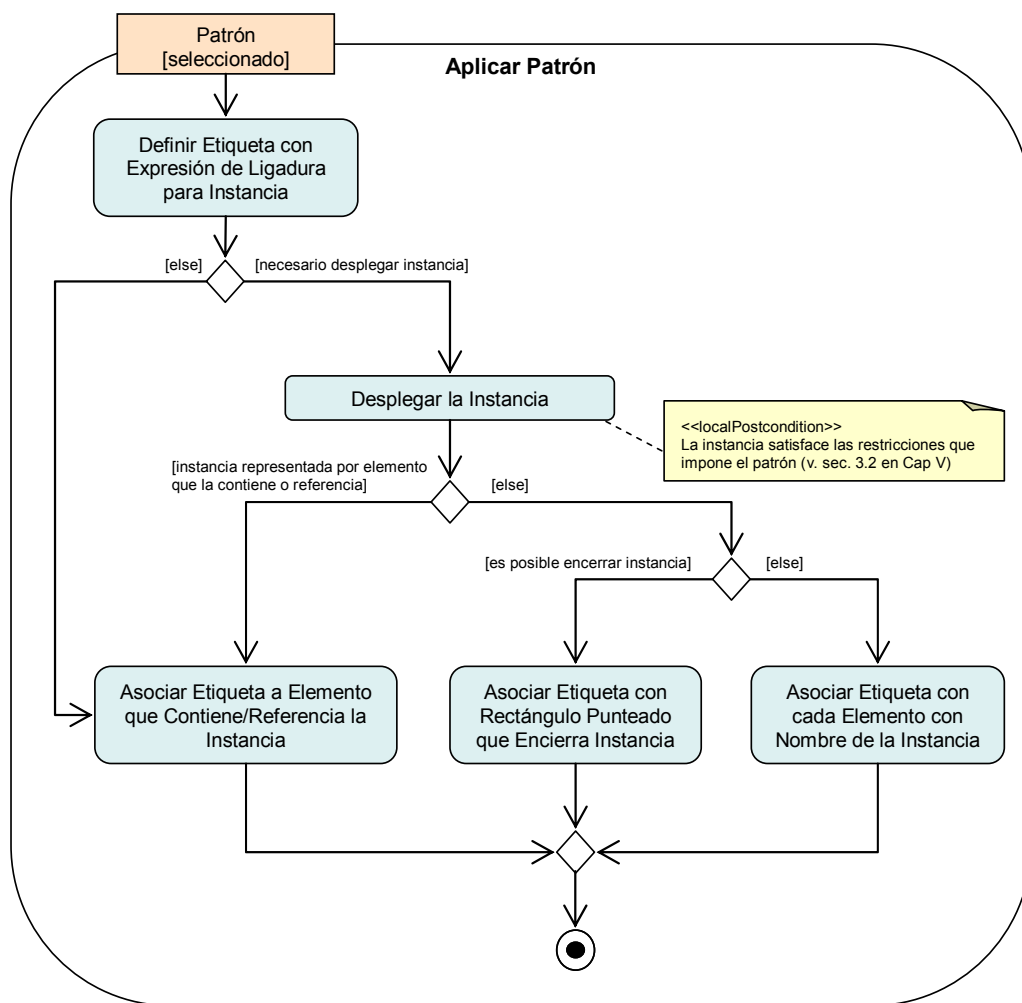 Patrón
[seleccionado]
Aplicar Patrón
Definir Etiqueta con
Expresión de Ligadura
para Instancia
[else]
[necesario desplegar instancia]
Desplegar la Instancia
<<localPostcondition>>
La instancia satisface las restricciones que
impone el patrón (v. sec. 3.2 en Cap V)
[instancia representada por elemento
que la contiene o referencia]
[else]
[es posible encerrar instancia]
[else]
Asociar Etiqueta a Elemento
que Contiene/Referencia la
Instancia
Asociar Etiqueta con
Rectángulo Punteado
que Encierra Instancia
Asociar Etiqueta con
cada Elemento con
Nombre de la Instancia